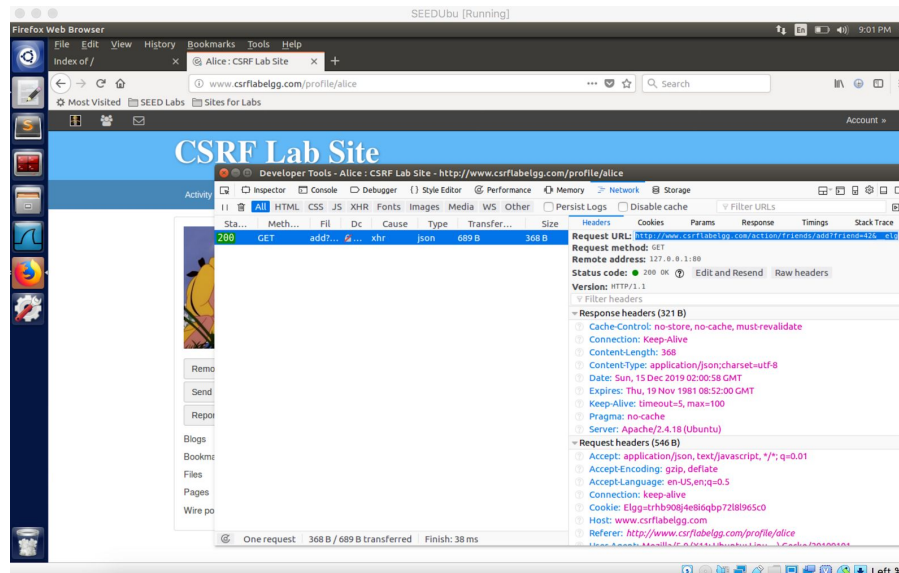 SEEDUbu [Running]
Firefox Web Browser
En
9:01 PM
File Edit View History Bookmarks Tools Help
Index of /
Alice : CSRF Lab Site
www.csrflabelgg.com/profile/alice
Search
Most Visited SEED Labs Sites for Labs
Account »
CSRF Lab Site
Developer Tools - Alice : CSRF Lab Site - http://www.csrflabelgg.com/profile/alice
Activity
Inspector Console Debugger {} Style Editor Performance Memory Network Storage
All HTML CSS JS XHR Fonts Images Media WS Other Persist Logs Disable cache Filter URLs
Sta... Meth... Fil Dc Cause Type Transfer... Size
Headers Cookies Params Response Timings Stack Trace
200 GET add?... xhr json 689 B 368 B
Request URL: http://www.csrflabelgg.com/action/friends/add?friend=42&__elg
Request method: GET
Remote address: 127.0.0.1:80
Status code: 200 OK Edit and Resend Raw headers
Version: HTTP/1.1
Filter headers
Response headers (321 B)
Cache-Control: no-store, no-cache, must-revalidate
Connection: Keep-Alive
Content-Length: 368
Content-Type: application/json;charset=utf-8
Date: Sun, 15 Dec 2019 02:00:58 GMT
Expires: Thu, 19 Nov 1981 08:52:00 GMT
Keep-Alive: timeout=5, max=100
Pragma: no-cache
Server: Apache/2.4.18 (Ubuntu)
Request headers (546 B)
Accept: application/json, text/javascript, */*; q=0.01
Accept-Encoding: gzip, deflate
Accept-Language: en-US,en;q=0.5
Connection: keep-alive
Cookie: Elgg=trhb908j4e8i6qbp72l8l965c0
Host: www.csrflabelgg.com
Referer: http://www.csrflabelgg.com/profile/alice
Remo
Send
Repor
Blogs
Bookma
Files
Pages
Wire po
One request 368 B / 689 B transferred Finish: 38 ms
Left